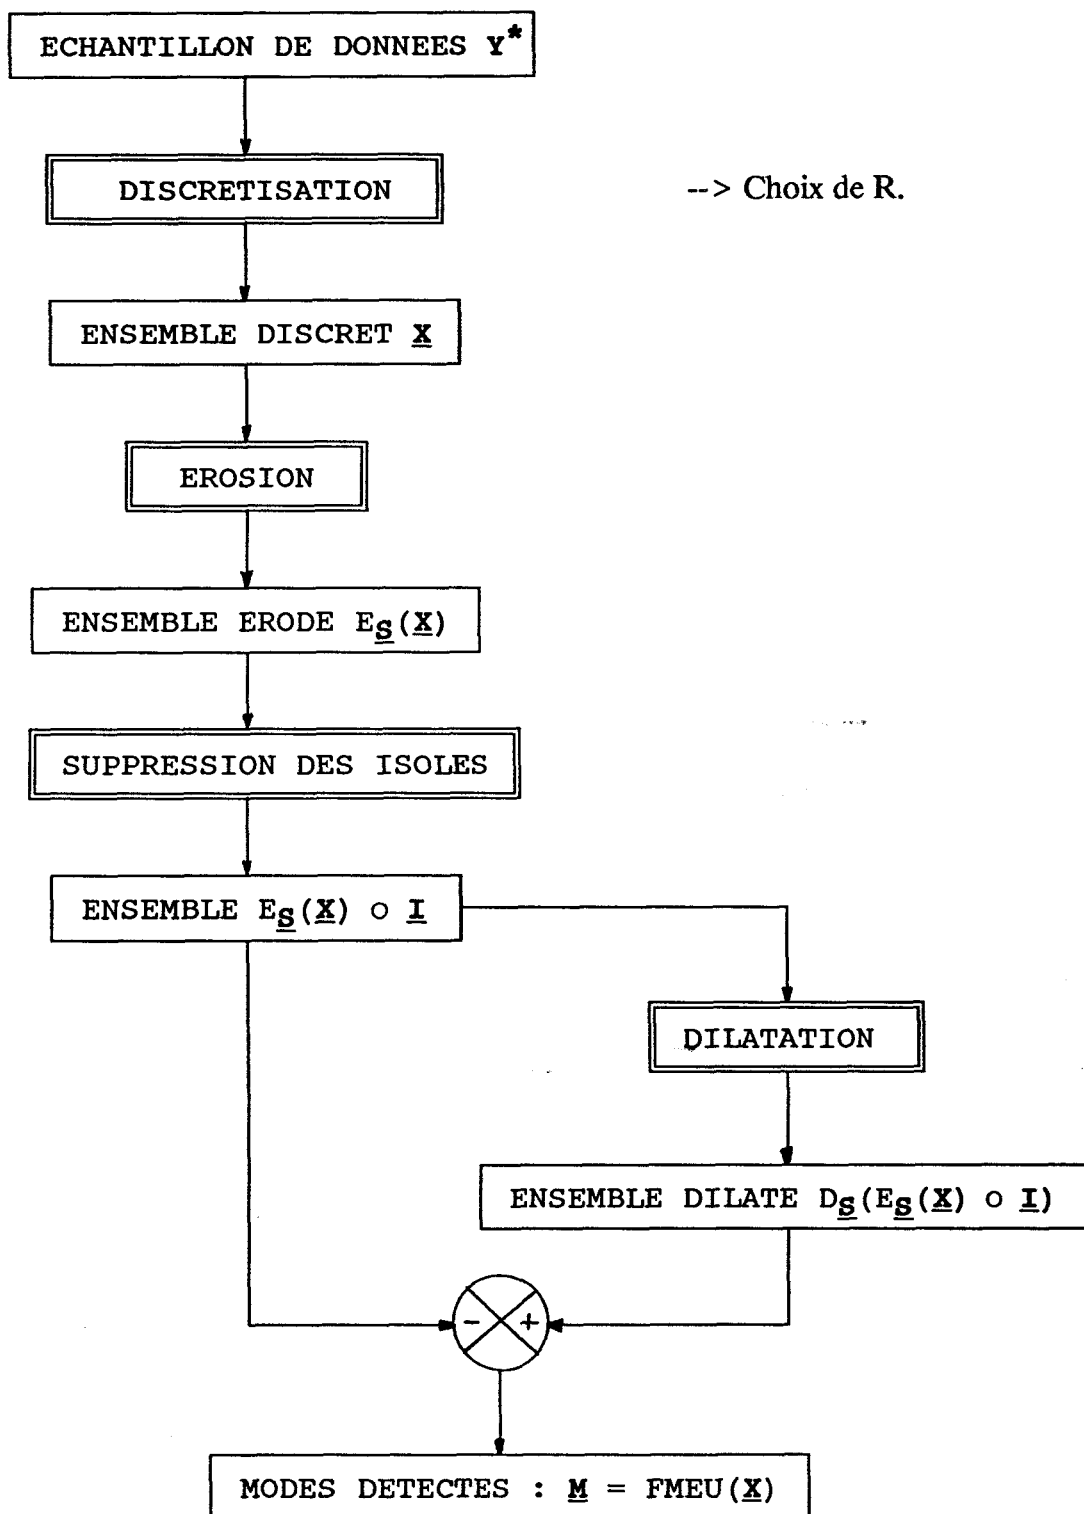 ECHANTILLON DE DONNEES Y*
DISCRETISATION
--> Choix de R.
ENSEMBLE DISCRET X
EROSION
ENSEMBLE ERODE ES(X)
SUPPRESSION DES ISOLES
ENSEMBLE ES(X) o I
DILATATION
ENSEMBLE DILATE DS(ES(X) o I)
- +
MODES DETECTES : M = FMEU(X)